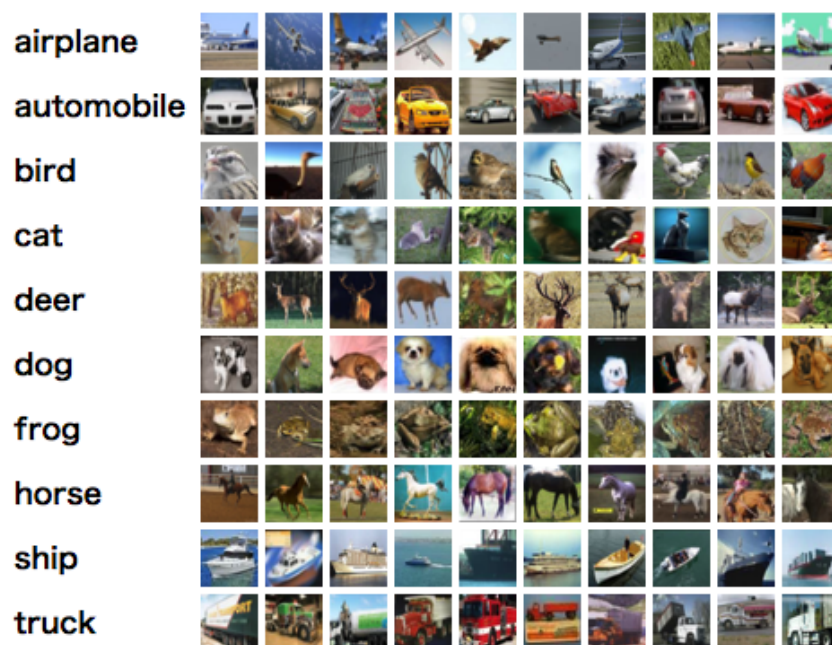 airplane
automobile
bird
cat
deer
dog
frog
horse
ship
truck